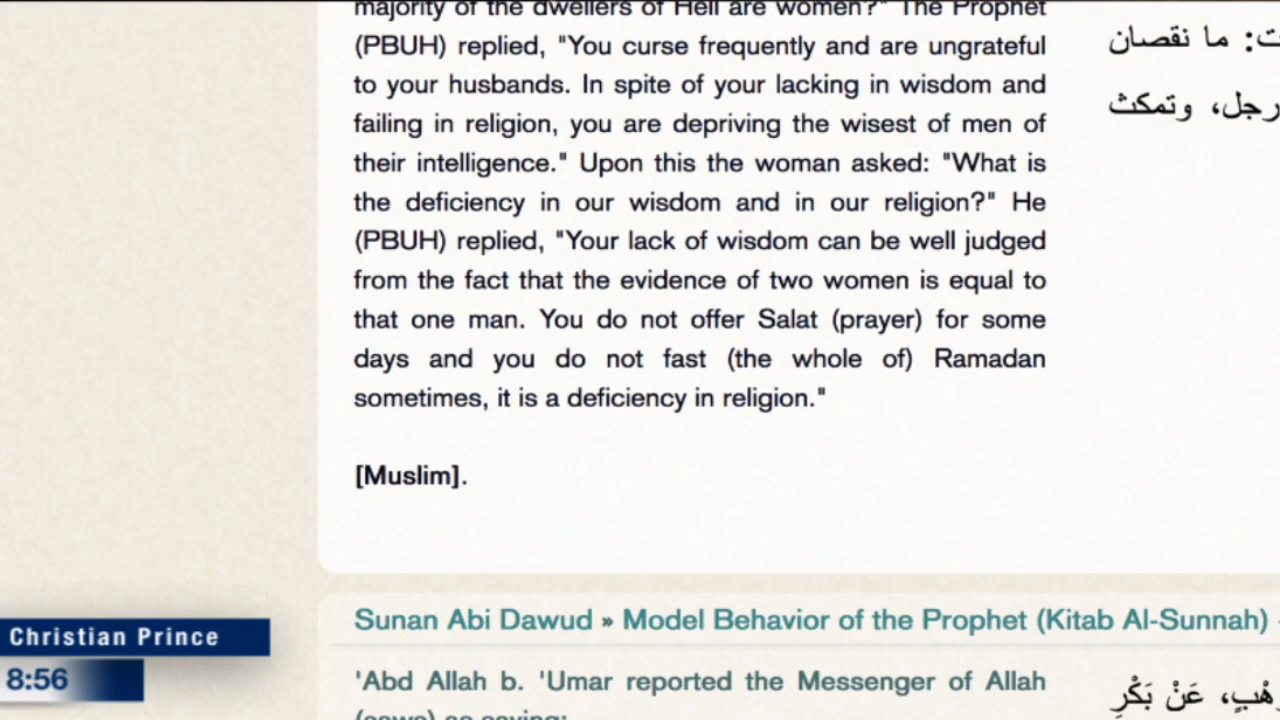 majority of the dwellers of Hell are women?" The Prophet
(PBUH) replied, "You curse frequently and are ungrateful
to your husbands. In spite of your lacking in wisdom and
failing in religion, you are depriving the wisest of men of
their intelligence." Upon this the woman asked: "What is
the deficiency in our wisdom and in our religion?" He
(PBUH) replied, "Your lack of wisdom can be well judged
from the fact that the evidence of two women is equal to
that one man. You do not offer Salat (prayer) for some
days and you do not fast (the whole of) Ramadan
sometimes, it is a deficiency in religion."
[Muslim].
ت: ما نقصان
رجل، وتمكث
Sunan Abi Dawud » Model Behavior of the Prophet (Kitab Al-Sunnah)
'Abd Allah b. 'Umar reported the Messenger of Allah
(saws) as saying:
عَنْ بَكْرِ
Christian Prince
8:56